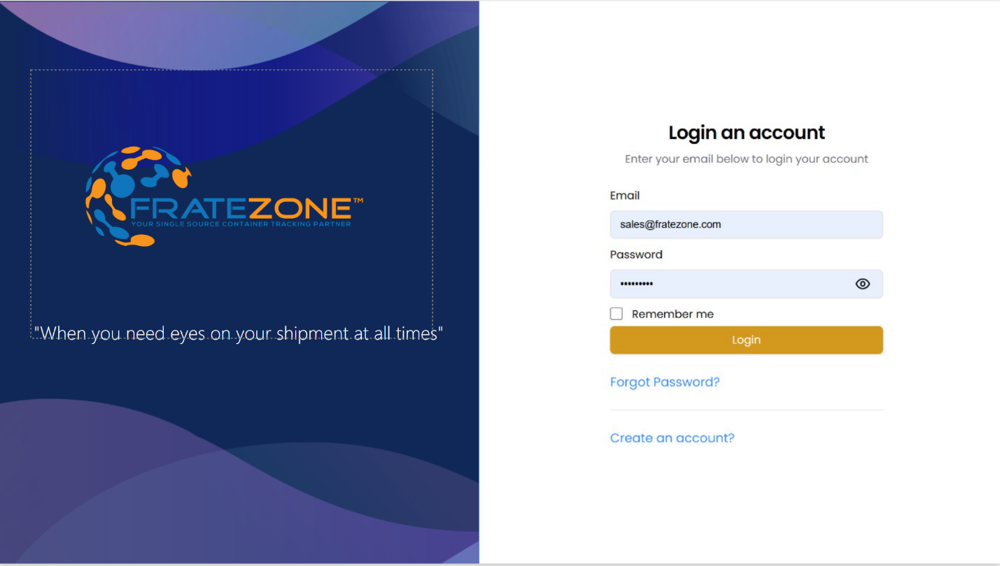 FRATEZONE™
YOUR SINGLE SOURCE CONTAINER TRACKING PARTNER
"When you need eyes on your shipment at all times"
Login an account
Enter your email below to login your account
Email
sales@fratezone.com
Password
•••••••••
Remember me
Login
Forgot Password?
Create an account?